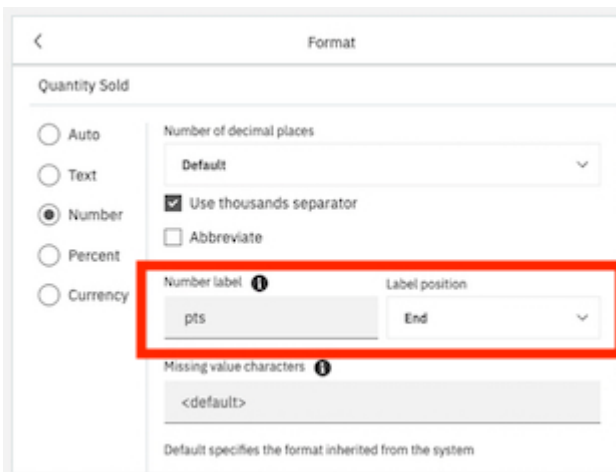 Format
Quantity Sold
Auto
Text
Number
Percent
Currency
Number of decimal places
Default
Use thousands separator
Abbreviate
Number label
Label position
pts
End
Missing value characters
<default>
Default specifies the format inherited from the system